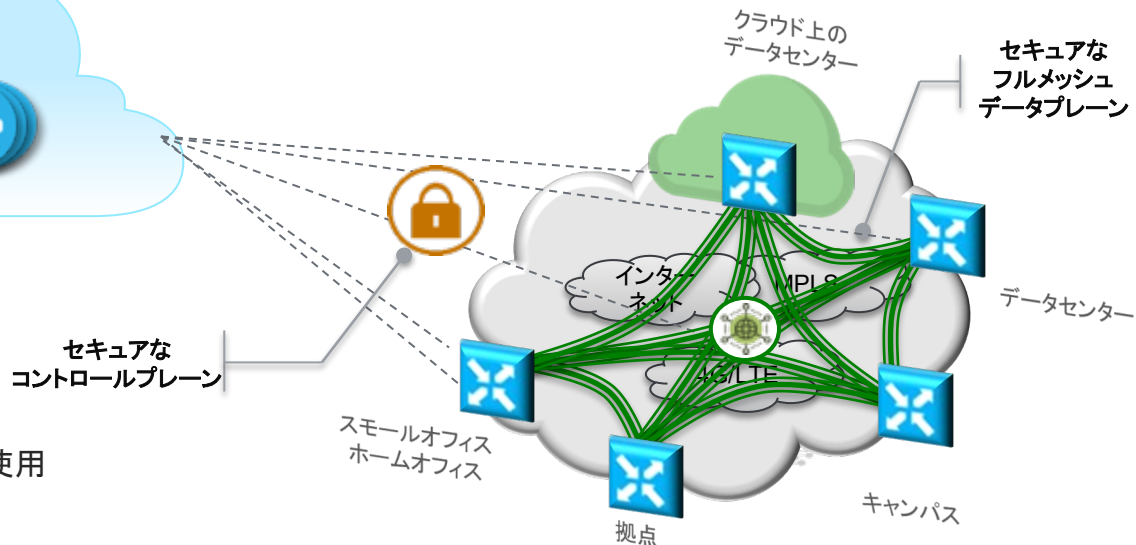 クラウド上の
データセンター
セキュアな
フルメッシュ
データプレーン
インター
ネット
MPLS
データセンター
セキュアな
コントロールプレーン
4G/LTE
スモールオフィス
ホームオフィス
使用
キャンパス
拠点